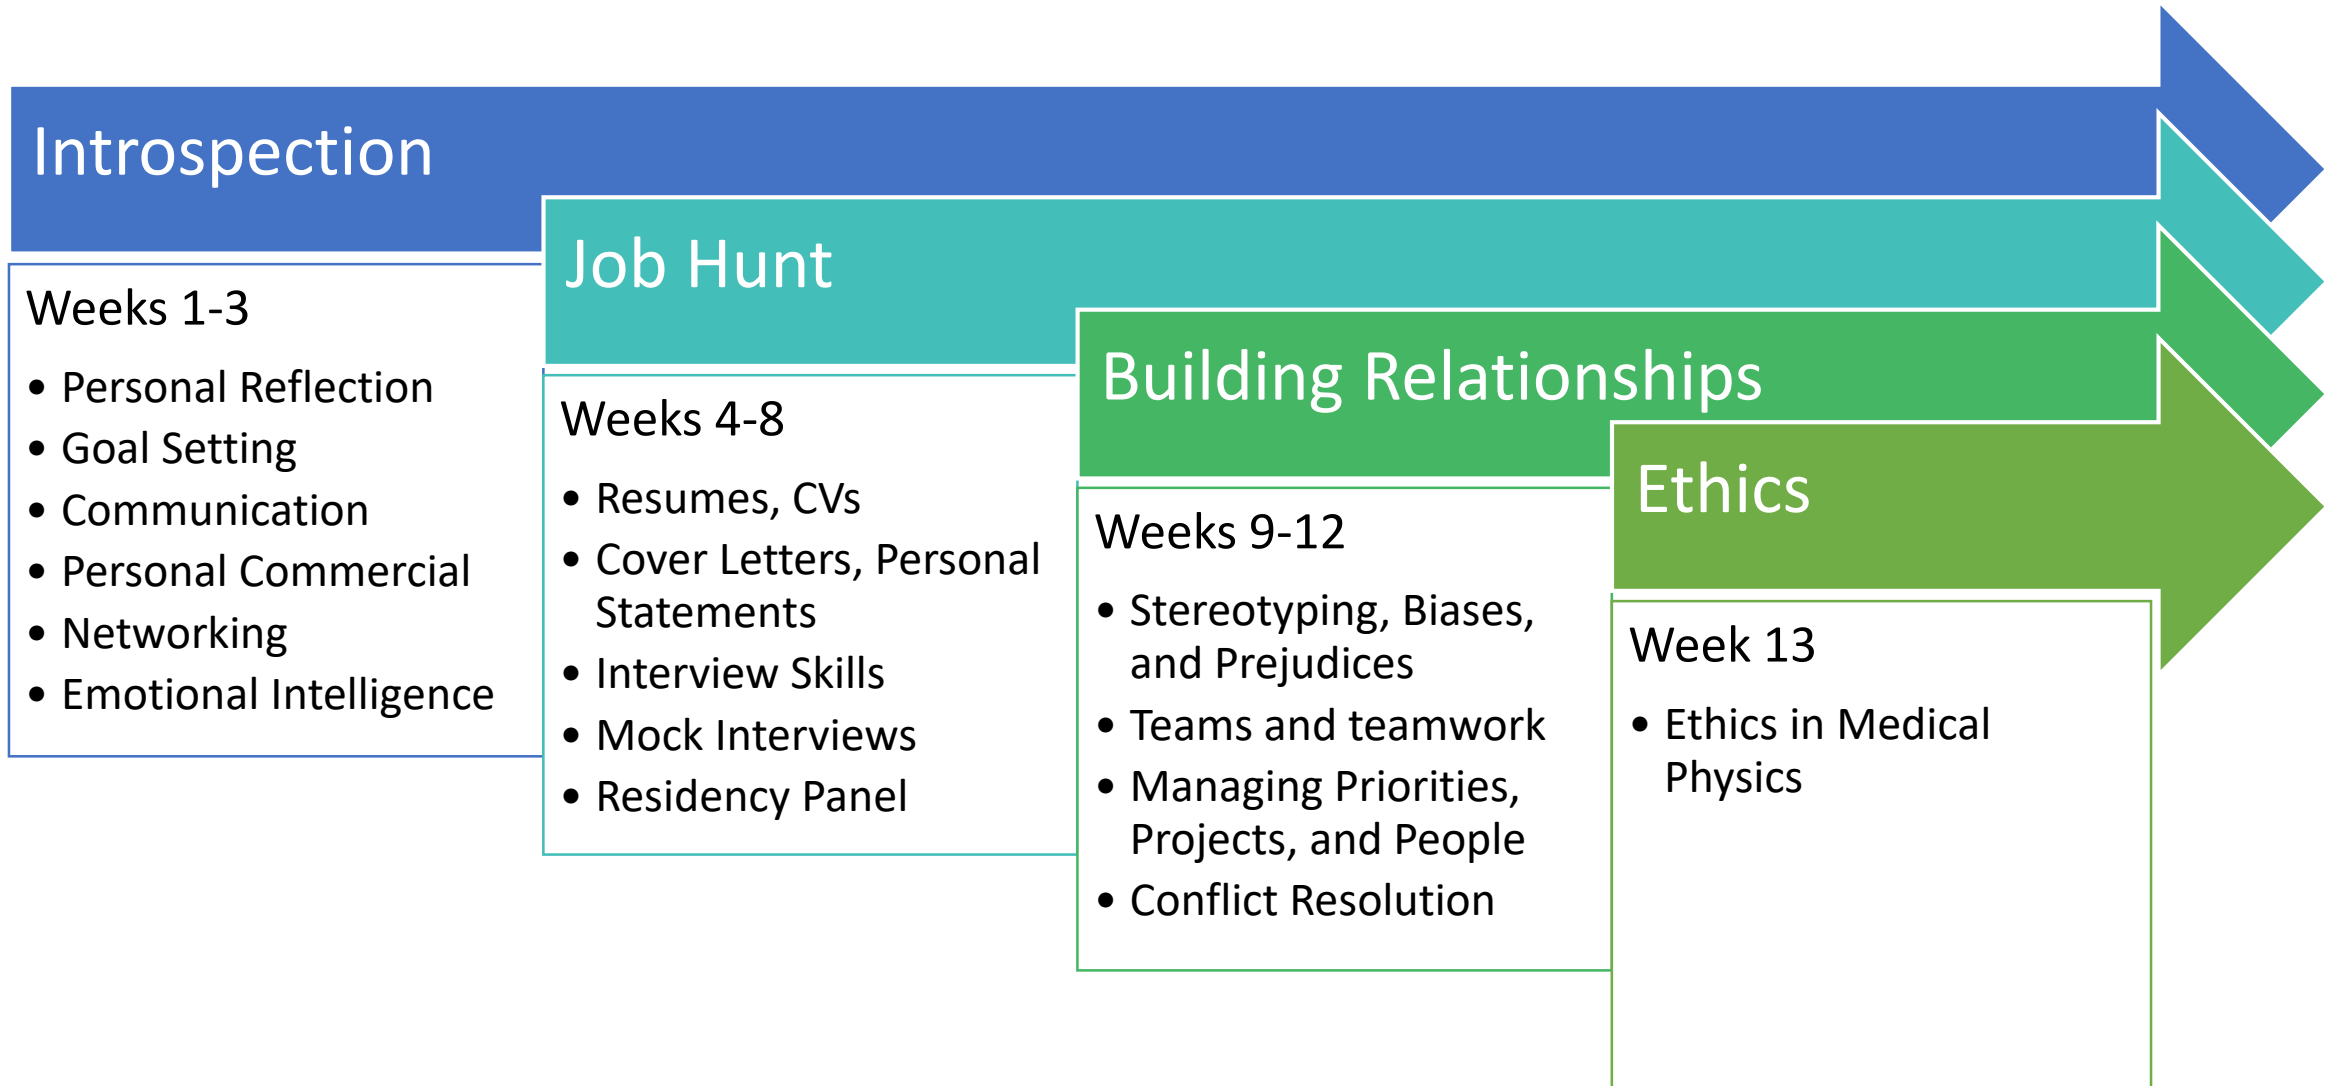 Introspection
Weeks 1-3
• Personal Reflection
• Goal Setting
• Communication
• Personal Commercial
• Networking
• Emotional Intelligence
Job Hunt
Weeks 4-8
• Resumes, CVs
• Cover Letters, Personal
Statements
• Interview Skills
• Mock Interviews
• Residency Panel
Building Relationships
Weeks 9-12
• Stereotyping, Biases,
and Prejudices
• Teams and teamwork
• Managing Priorities,
Projects, and People
• Conflict Resolution
Ethics
Week 13
• Ethics in Medical
Physics